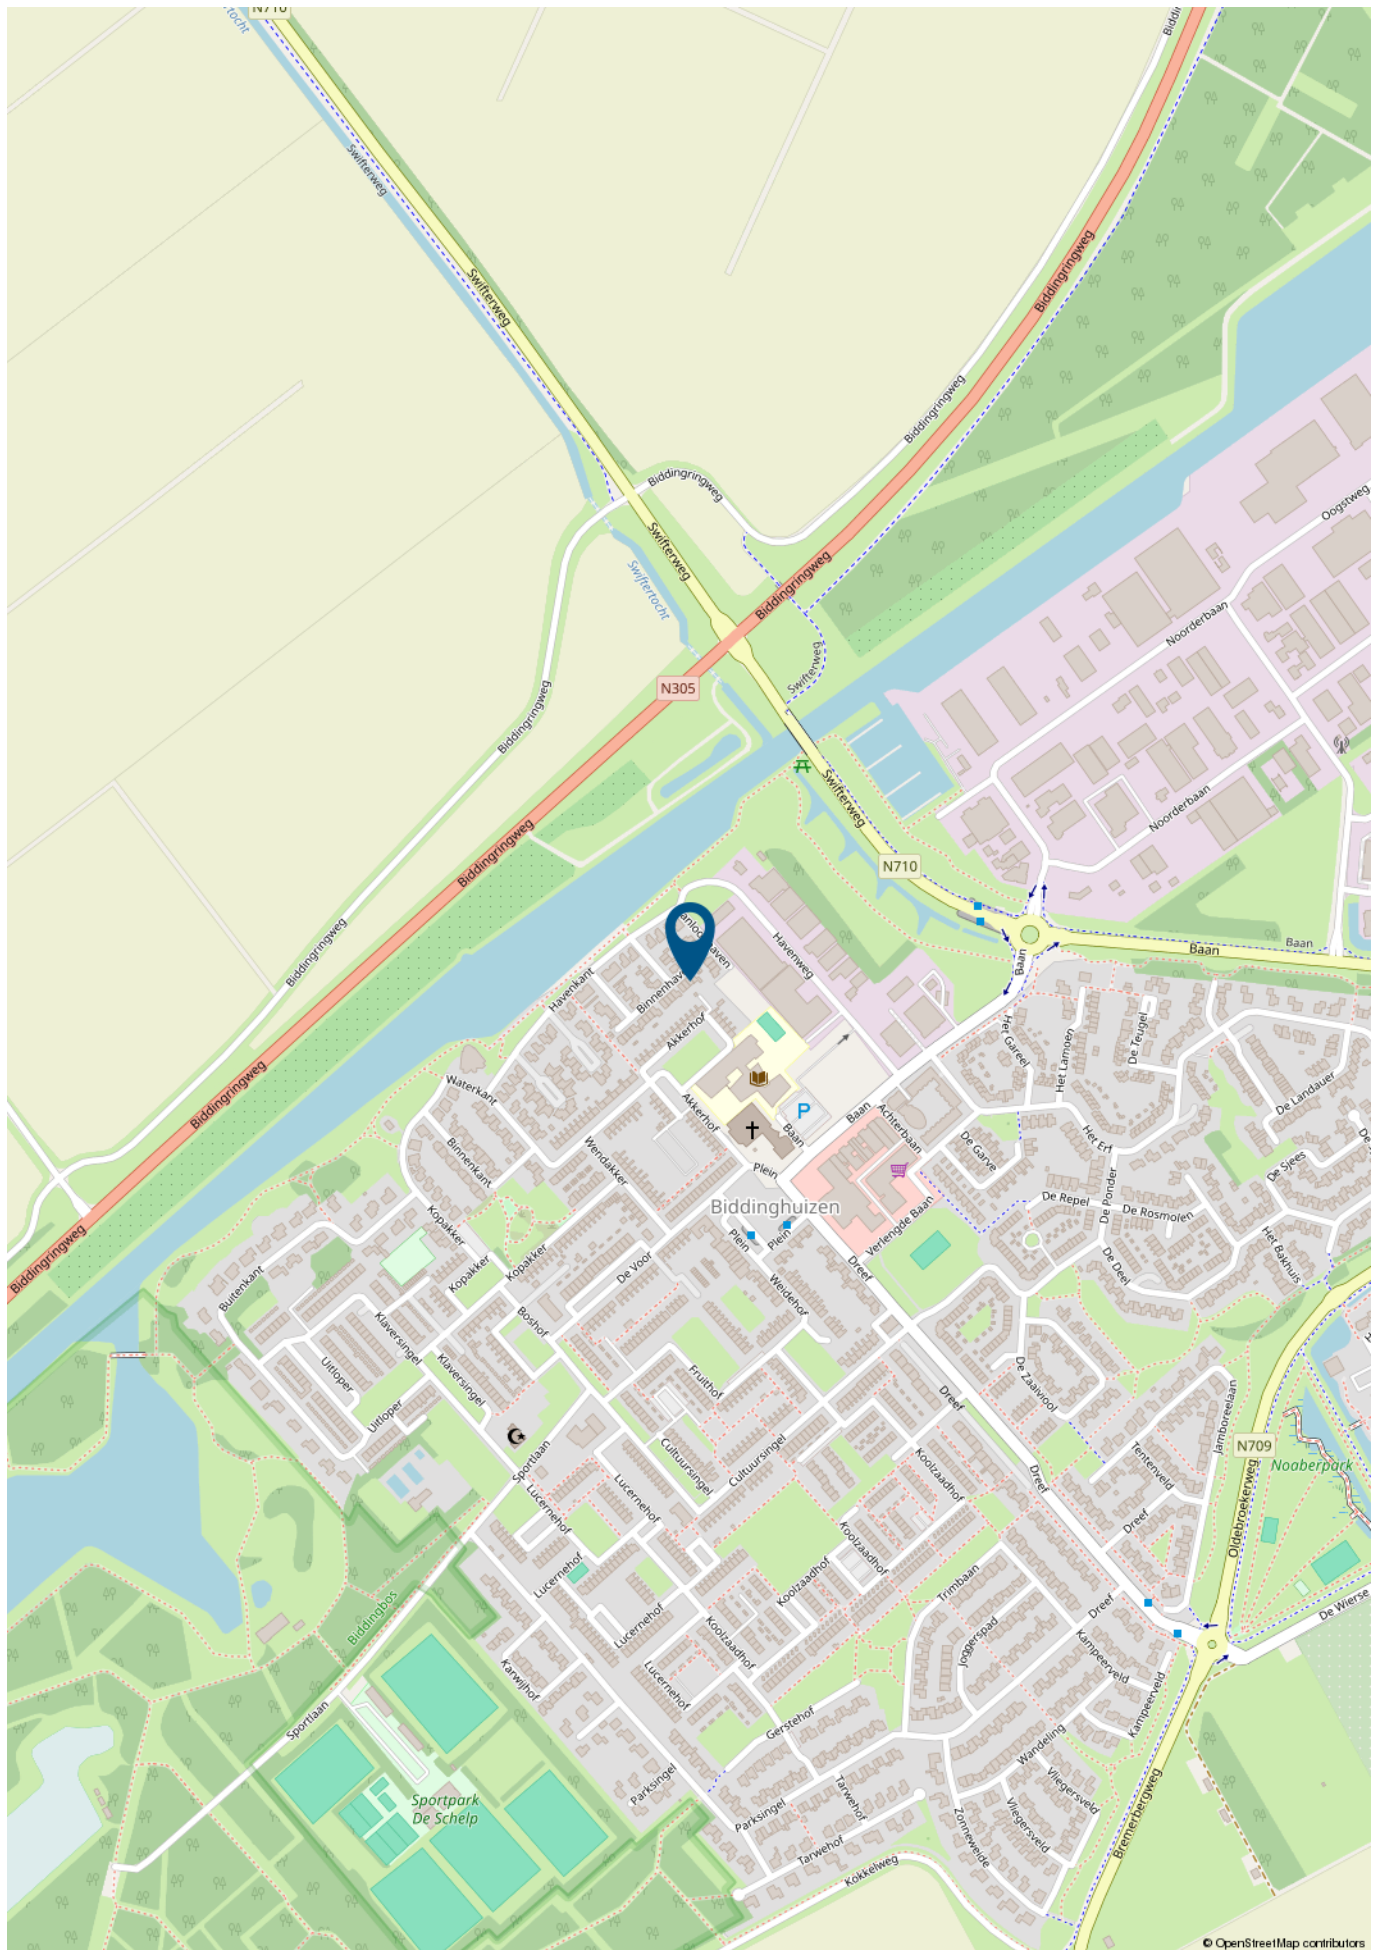 N710
Swifterweg
Swifterweg
Biddingringweg
Biddingringweg
Biddingringweg
Swifterweg
Swiftertocht
Biddingringweg
Oogstweg
Noorderbaan
Swifterweg
N305
Biddingringweg
Swifterweg
Noorderbaan
Biddingringweg
N710
Biddingringweg
Havenweg
Baan
Baan
Baan
Havenkant
Akkerhof
Het Gareel
Het Lamoen
De Teugel
Biddingringweg
Waterkant
Akkerhof
Baan
P
Baan
Achterbaan
De Landauer
Binnenkant
Wendakker
Plein
De Garve
Het Erf
De Sjees
Biddinghuizen
De Repel
De Ponder
De Rosmolen
Verlengde Baan
Kopakker
Kopakker
Kopakker
Plein
Plein
De Voor
Dreef
De Deel
Het Bakhuis
Biddingringweg
Buitenkant
Weidehof
Boshof
Klaversingel
Klaversingel
Uitloper
Uitloper
Fruithof
Dreef
De Zaaiviool
Jamboreelaan
Tentenveld
N709
Noaberpark
Oldebroekerweg
Sportlaan
Cultuursingel
Cultuursingel
Koolzaadhof
Dreef
Dreef
Lucernehof
Lucernehof
Lucernehof
Lucernehof
Lucernehof
Koolzaadhof
Koolzaadhof
Koolzaadhof
Trimbaan
Joggerspad
Dreef
De Wierse
Kampeerveld
Kampeerveld
Biddingbos
Sportlaan
Karwijhof
Gerstehof
Wandeling
Parksingel
Parksingel
Tarwehof
Tarwehof
Vliegersveld
Vliegersveld
Zonneweide
Bremerbergweg
Sportpark
De Schelp
Kokkelweg
© OpenStreetMap contributors